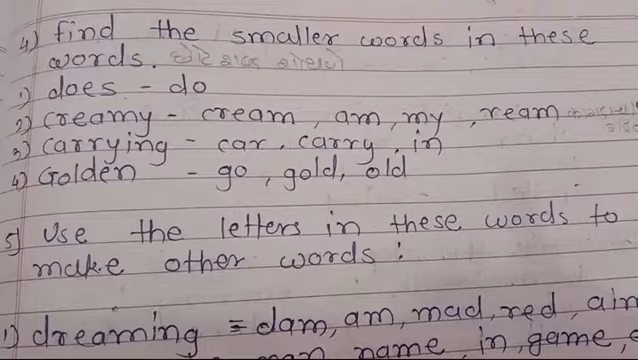 4) find the smaller words in these
words.
1) does - do
2) creamy - cream, am, my, ream
3) carrying - car, carry, in
4) Golden - go, gold, old
5) Use the letters in these words to
make other words :
1) dreaming = dam, am, mad, red, aim
name, in, game,